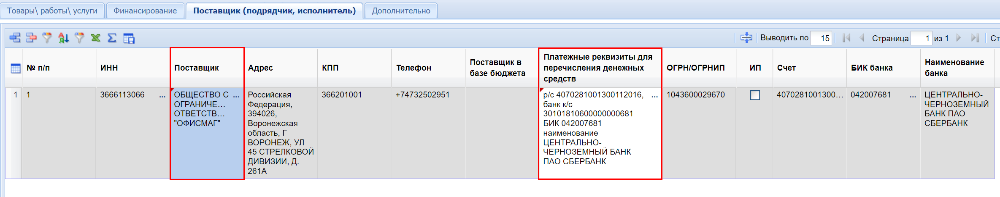 Товары\ работы\ услуги
Финансирование
Поставщик (подрядчик, исполнитель)
Дополнительно
Выводить по 15
Страница 1 из 1
Ст
№ п/п
ИНН
Поставщик
Адрес
КПП
Телефон
Поставщик в
базе бюджета
Платежные реквизиты для
перечисления денежных
средств
ОГРН/ОГРНИП
ИП
Счет
БИК банка
Наименование
банка
1
1
3666113066 ...
ОБЩЕСТВО С ...
ОГРАНИЧЕ...
ОТВЕТСТВ...
"ОФИСМАГ"
Российская
Федерация,
394026,
Воронежская
область, Г
ВОРОНЕЖ, УЛ
45 СТРЕЛКОВОЙ
ДИВИЗИИ, Д.
261А
366201001
+74732502951
р/с 4070281001300112016, ...
банк к/с
30101810600000000681
БИК 042007681
наименование
ЦЕНТРАЛЬНО-
ЧЕРНОЗЕМНЫЙ БАНК
ПАО СБЕРБАНК
1043600029670
4070281001300...
042007681 ...
ЦЕНТРАЛЬНО-
ЧЕРНОЗЕМНЫЙ
БАНК ПАО
СБЕРБАНК